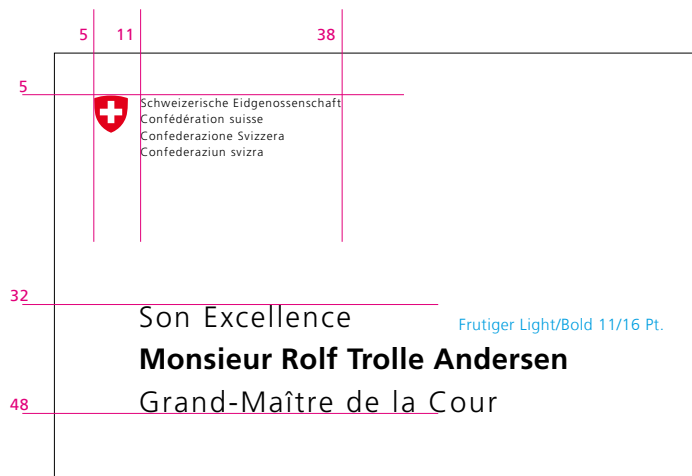 5 11 38
5
Schweizerische Eidgenossenschaft
Confédération suisse
Confederazione Svizzera
Confederaziun svizra
32
Son Excellence
Frutiger Light/Bold 11/16 Pt.
Monsieur Rolf Trolle Andersen
Grand-Maître de la Cour
48